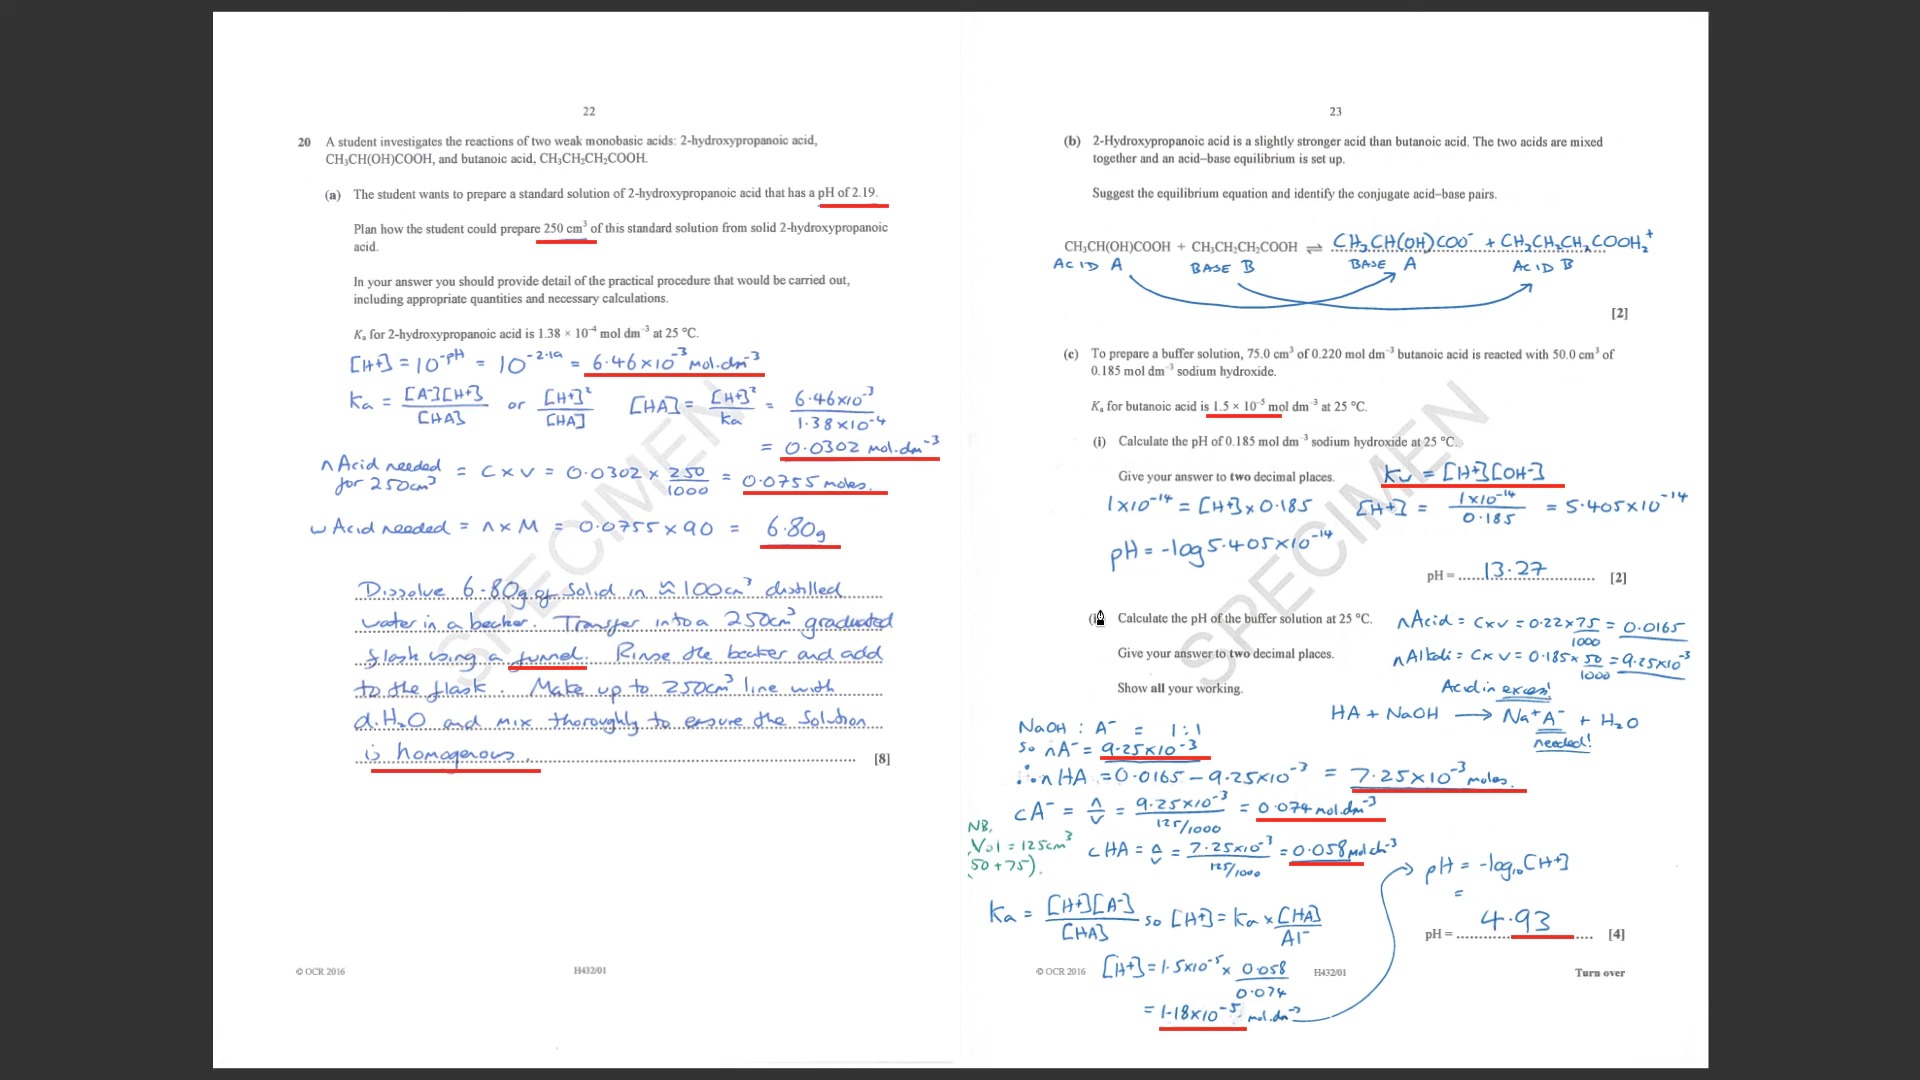 22
20 A student investigates the reactions of two weak monobasic acids: 2-hydroxypropanoic acid,
CH₃CH(OH)COOH, and butanoic acid, CH₃CH₂CH₂COOH.
(a) The student wants to prepare a standard solution of 2-hydroxypropanoic acid that has a pH of 2.19.
Plan how the student could prepare 250 cm³ of this standard solution from solid 2-hydroxypropanoic
acid.
In your answer you should provide detail of the practical procedure that would be carried out,
including appropriate quantities and necessary calculations.
Kₐ for 2-hydroxypropanoic acid is 1.38 × 10⁻⁴ mol dm⁻³ at 25 °C.
[H+] = 10^-pH = 10^-2.19 = 6.46×10⁻³ mol.dm⁻³
Ka = [A⁻][H+]/[HA] or [H+]²/[HA] [HA] = [H+]²/Ka = 6.46×10⁻³/1.38×10⁻⁴
= 0.0302 mol.dm⁻³
n Acid needed for 250cm³ = C×V = 0.0302 × 250/1000 = 0.0755 moles.
w Acid needed = n×M = 0.0755 × 90 = 6.80g
Dissolve 6.80g of solid in ≈ 100cm³ distilled
water in a beaker. Transfer into a 250cm³ graduated
flask using a funnel. Rinse the beaker and add
to the flask. Make up to 250cm³ line with
d.H₂O and mix thoroughly to ensure the solution
is homogenous.
[8]
© OCR 2016 H432/01
SPECIMEN
23
(b) 2-Hydroxypropanoic acid is a slightly stronger acid than butanoic acid. The two acids are mixed
together and an acid–base equilibrium is set up.
Suggest the equilibrium equation and identify the conjugate acid–base pairs.
CH₃CH(OH)COOH + CH₃CH₂CH₂COOH ⇌ CH₃CH(OH)COO⁻ + CH₃CH₂CH₂COOH₂⁺
ACID A BASE B BASE A ACID B
[2]
(c) To prepare a buffer solution, 75.0 cm³ of 0.220 mol dm⁻³ butanoic acid is reacted with 50.0 cm³ of
0.185 mol dm⁻³ sodium hydroxide.
Kₐ for butanoic acid is 1.5 × 10⁻⁵ mol dm⁻³ at 25 °C.
(i) Calculate the pH of 0.185 mol dm⁻³ sodium hydroxide at 25 °C.
Give your answer to two decimal places. Kw = [H+][OH-]
1×10⁻¹⁴ = [H+] × 0.185 [H+] = 1×10⁻¹⁴/0.185 = 5.405×10⁻¹⁴
pH = -log 5.405×10⁻¹⁴
pH = 13.27 [2]
Calculate the pH of the buffer solution at 25 °C. nAcid = C×V = 0.22×75/1000 = 0.0165
Give your answer to two decimal places. nAlkali = C×V = 0.185×50/1000 = 9.25×10⁻³
Show all your working. Acid in excess!
HA + NaOH → Na⁺A⁻ + H₂O
needed!
NaOH : A⁻ = 1:1
so nA⁻ = 9.25×10⁻³
∴ nHA = 0.0165 − 9.25×10⁻³ = 7.25×10⁻³ moles.
cA⁻ = n/v = 9.25×10⁻³/125/1000 = 0.074 mol.dm⁻³
NB,
Vol = 125cm³
(50+75).
cHA = n/v = 7.25×10⁻³/125/1000 = 0.058 mol dm⁻³
Ka = [H+][A⁻]/[HA] so [H+] = Ka × [HA]/A⁻
[H+] = 1.5×10⁻⁵ × 0.058/0.074
= 1.18×10⁻⁵ mol.dm⁻³
pH = -log₁₀[H+]
=
pH = 4.93 [4]
© OCR 2016 H432/01 Turn over
SPECIMEN